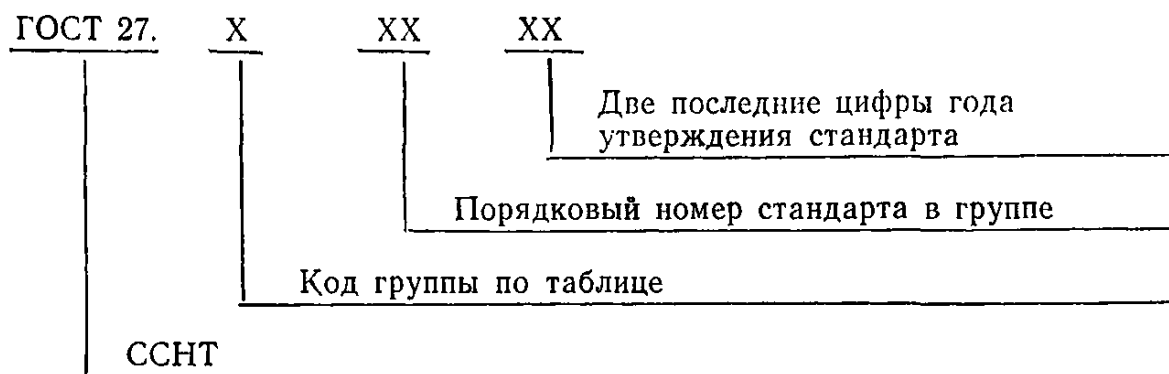 ГОСТ 27. X XX XX
Две последние цифры года
утверждения стандарта
Порядковый номер стандарта в группе
Код группы по таблице
ССНТ